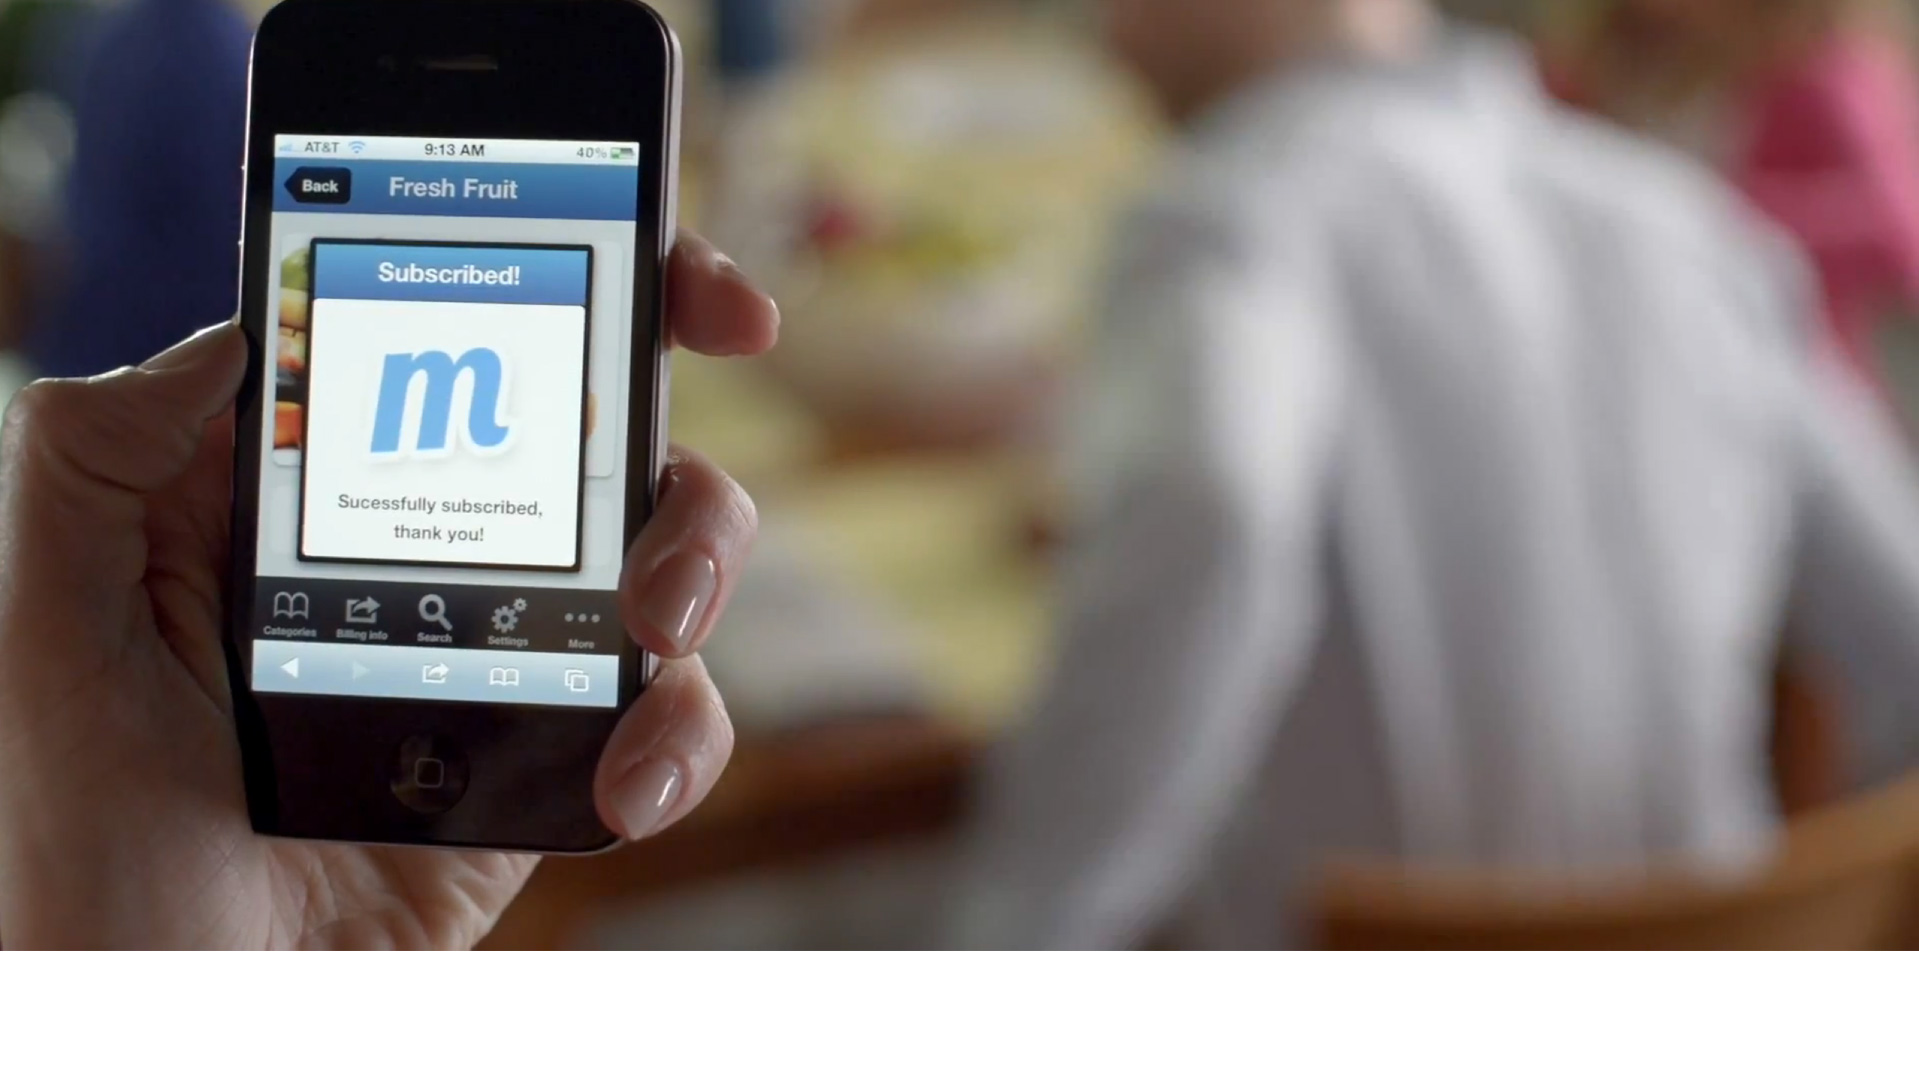 AT&T 9:13 AM 40%
Back Fresh Fruit
Subscribed!
m
Sucessfully subscribed,
thank you!
Categories Billing info Search Settings More